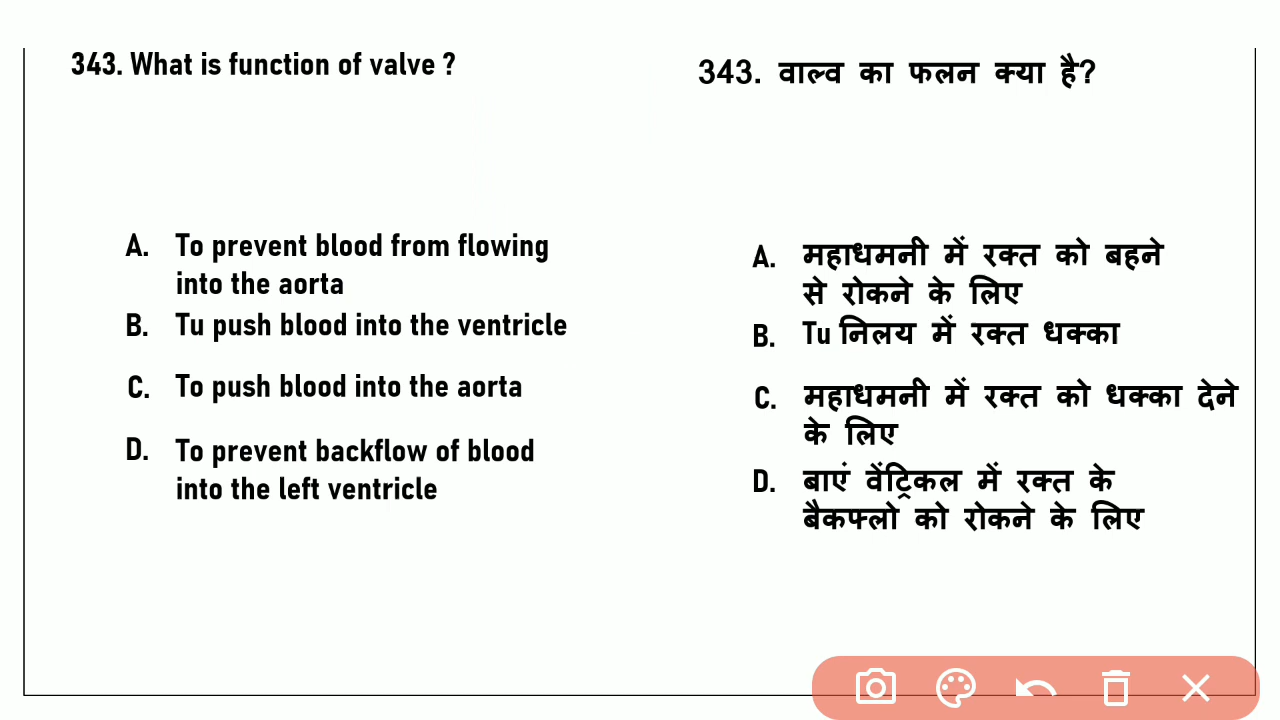 343. What is function of valve ?
A. To prevent blood from flowing
into the aorta
B. Tu push blood into the ventricle
C. To push blood into the aorta
D. To prevent backflow of blood
into the left ventricle
343. वाल्व का फलन क्या है?
A. महाधमनी में रक्त को बहने
से रोकने के लिए
B. Tu निलय में रक्त धक्का
C. महाधमनी में रक्त को धक्का देने
के लिए
D. बाएं वेंट्रिकल में रक्त के
बैकफ्लो को रोकने के लिए